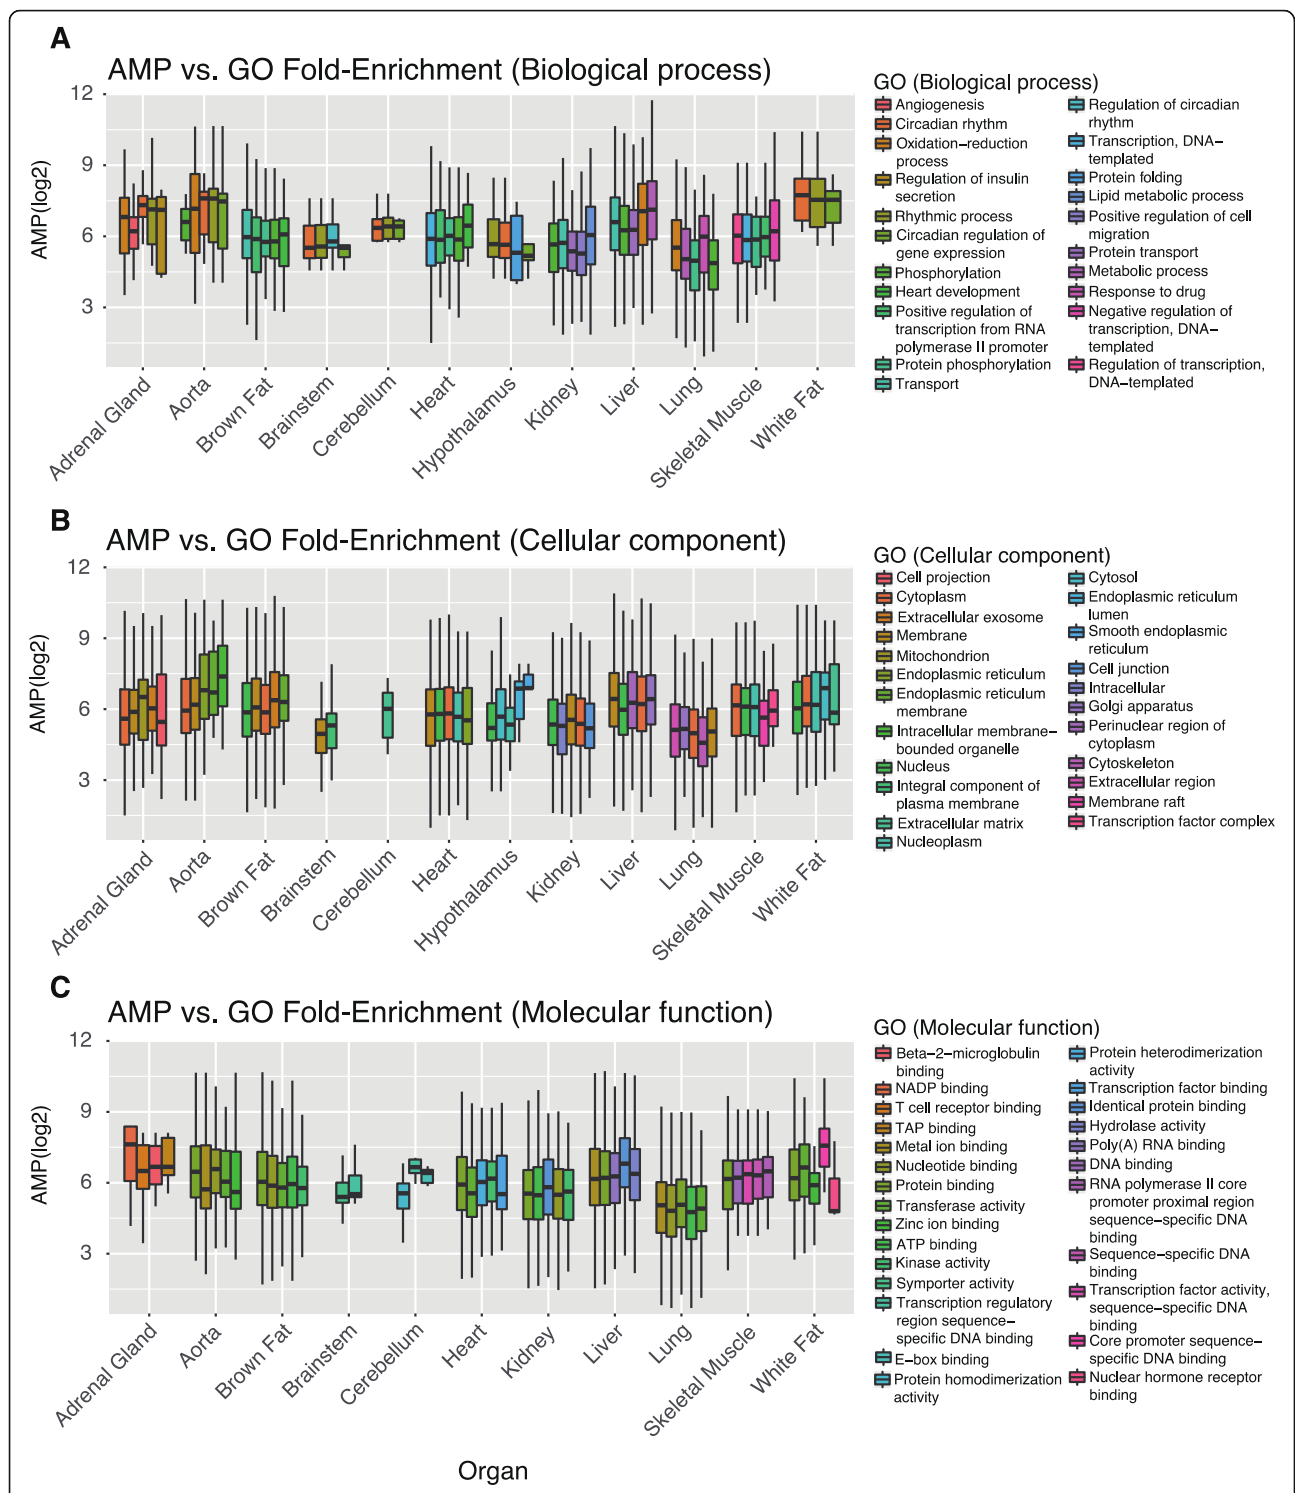 A
AMP vs. GO Fold-Enrichment (Biological process)
12
9
6
3
AMP(log2)
Adrenal Gland
Aorta
Brown Fat
Brainstem
Cerebellum
Heart
Hypothalamus
Kidney
Liver
Lung
Skeletal Muscle
White Fat
GO (Biological process)
Angiogenesis
Circadian rhythm
Oxidation−reduction
process
Regulation of insulin
secretion
Rhythmic process
Circadian regulation of
gene expression
Phosphorylation
Heart development
Positive regulation of
transcription from RNA
polymerase II promoter
Protein phosphorylation
Transport
Regulation of circadian
rhythm
Transcription, DNA−
templated
Protein folding
Lipid metabolic process
Positive regulation of cell
migration
Protein transport
Metabolic process
Response to drug
Negative regulation of
transcription, DNA−
templated
Regulation of transcription,
DNA−templated
B
AMP vs. GO Fold-Enrichment (Cellular component)
12
9
6
3
AMP(log2)
Adrenal Gland
Aorta
Brown Fat
Brainstem
Cerebellum
Heart
Hypothalamus
Kidney
Liver
Lung
Skeletal Muscle
White Fat
GO (Cellular component)
Cell projection
Cytoplasm
Extracellular exosome
Membrane
Mitochondrion
Endoplasmic reticulum
Endoplasmic reticulum
membrane
Intracellular membrane−
bounded organelle
Nucleus
Integral component of
plasma membrane
Extracellular matrix
Nucleoplasm
Cytosol
Endoplasmic reticulum
lumen
Smooth endoplasmic
reticulum
Cell junction
Intracellular
Golgi apparatus
Perinuclear region of
cytoplasm
Cytoskeleton
Extracellular region
Membrane raft
Transcription factor complex
C
AMP vs. GO Fold-Enrichment (Molecular function)
12
9
6
3
AMP(log2)
Adrenal Gland
Aorta
Brown Fat
Brainstem
Cerebellum
Heart
Kidney
Liver
Lung
Skeletal Muscle
White Fat
Organ
GO (Molecular function)
Beta−2−microglobulin
binding
NADP binding
T cell receptor binding
TAP binding
Metal ion binding
Nucleotide binding
Protein binding
Transferase activity
Zinc ion binding
ATP binding
Kinase activity
Symporter activity
Transcription regulatory
region sequence−
specific DNA binding
E−box binding
Protein homodimerization
activity
Protein heterodimerization
activity
Transcription factor binding
Identical protein binding
Hydrolase activity
Poly(A) RNA binding
DNA binding
RNA polymerase II core
promoter proximal region
sequence−specific DNA
binding
Sequence−specific DNA
binding
Transcription factor activity,
sequence−specific DNA
binding
Core promoter sequence−
specific DNA binding
Nuclear hormone receptor
binding